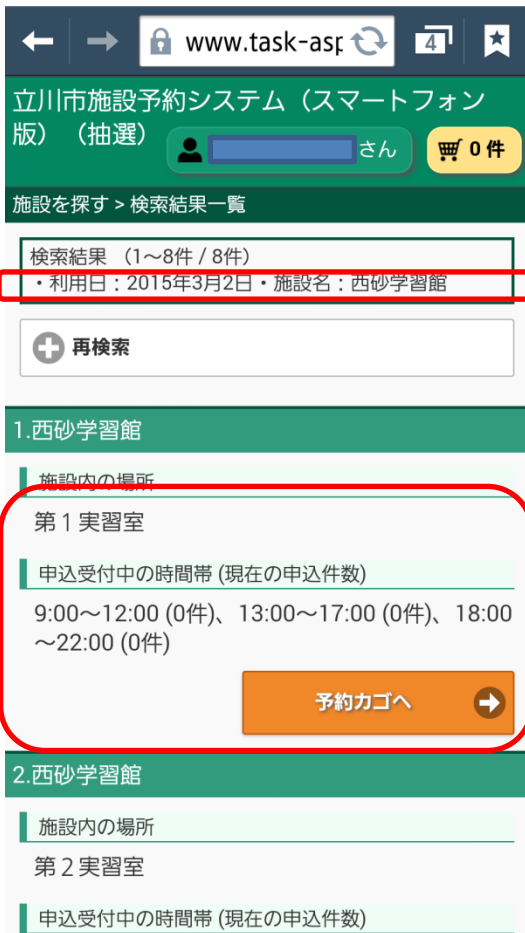 www.task-asp
4
立川市施設予約システム（スマートフォン
版）（抽選）
さん
0 件
施設を探す > 検索結果一覧
検索結果 （1～8件 / 8件）
・利用日：2015年3月2日・施設名：西砂学習館
再検索
1.西砂学習館
施設内の場所
第１実習室
申込受付中の時間帯 (現在の申込件数)
9:00～12:00 (0件)、13:00～17:00 (0件)、18:00
～22:00 (0件)
予約カゴへ
2.西砂学習館
施設内の場所
第２実習室
申込受付中の時間帯 (現在の申込件数)